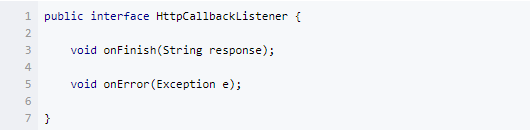 1 public interface HttpCallbackListener {
2
3     void onFinish(String response);
4
5     void onError(Exception e);
6
7 }